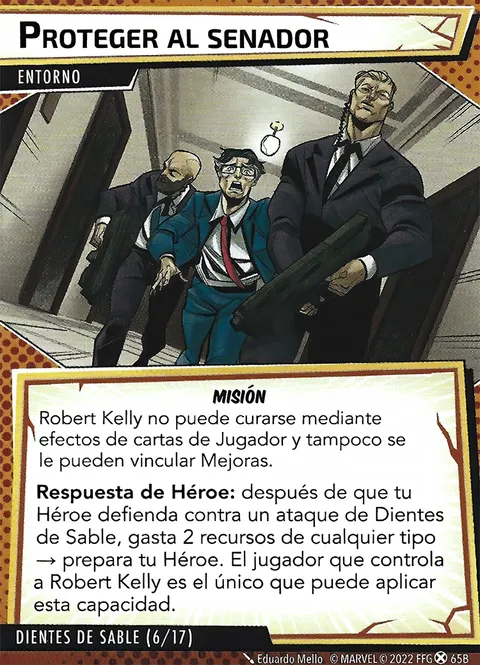 PROTEGER AL SENADOR
ENTORNO
MISIÓN
Robert Kelly no puede curarse mediante
efectos de cartas de Jugador y tampoco se
le pueden vincular Mejoras.
Respuesta de Héroe: después de que tu
Héroe defienda contra un ataque de Dientes
de Sable, gasta 2 recursos de cualquier tipo
→ prepara tu Héroe. El jugador que controla
a Robert Kelly es el único que puede aplicar
esta capacidad.
DIENTES DE SABLE (6/17)
Eduardo Mello © MARVEL © 2022 FFG 65B